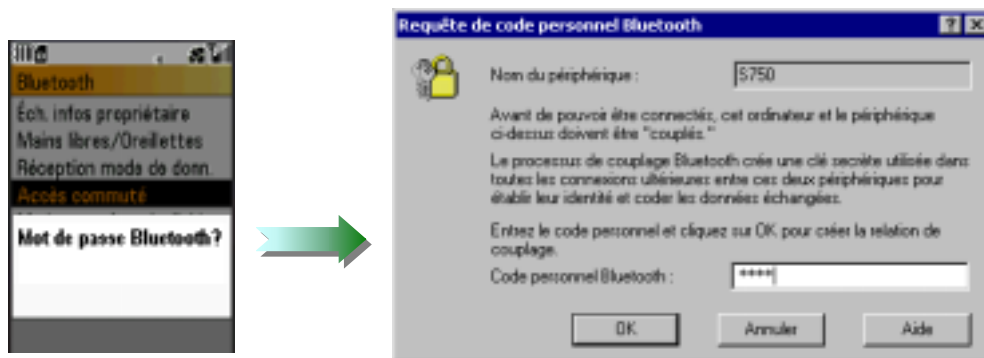 Bluetooth
Éch. infos propriétaire
Mains libres/Oreillettes
Réception mode de donn.
Accès commuté
Mot de passe Bluetooth?
Requête de code personnel Bluetooth
Nom du périphérique : S750
Avant de pouvoir être connectés, cet ordinateur et le périphérique
ci-dessus doivent être "couplés."
Le processus de couplage Bluetooth crée une clé secrète utilisée dans
toutes les connexions ultérieures entre ces deux périphériques pour
établir leur identité et coder les données échangées.
Entrez le code personnel et cliquez sur OK pour créer la relation de
couplage.
Code personnel Bluetooth : ****
OK Annuler Aide